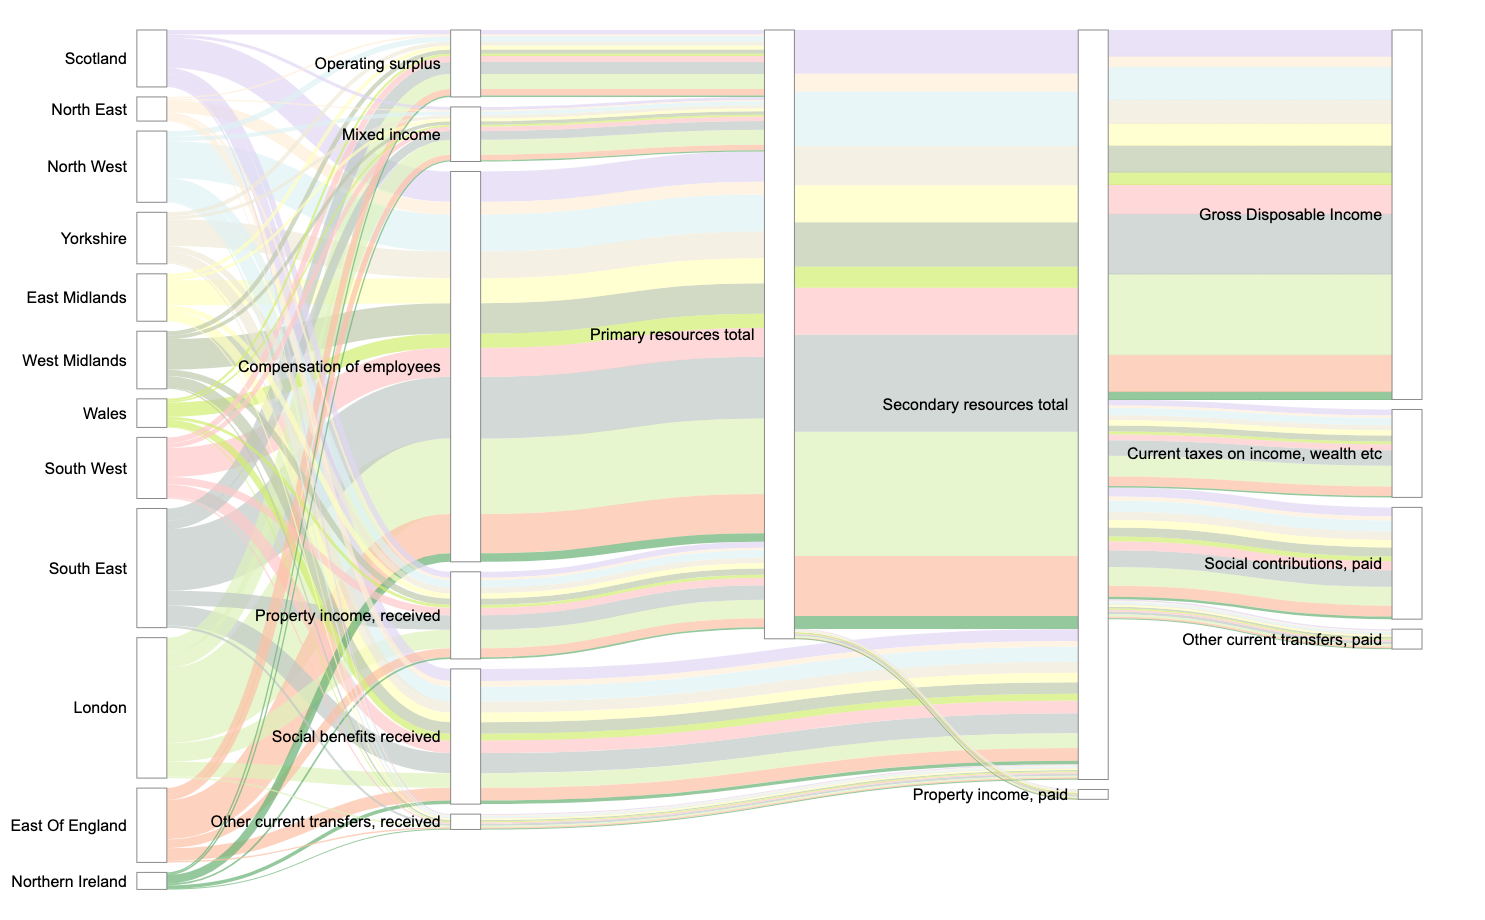 Scotland
North East
North West
Yorkshire
East Midlands
West Midlands
Wales
South West
South East
London
East Of England
Northern Ireland
Operating surplus
Mixed income
Compensation of employees
Property income, received
Social benefits received
Other current transfers, received
Primary resources total
Secondary resources total
Property income, paid
Gross Disposable Income
Current taxes on income, wealth etc
Social contributions, paid
Other current transfers, paid